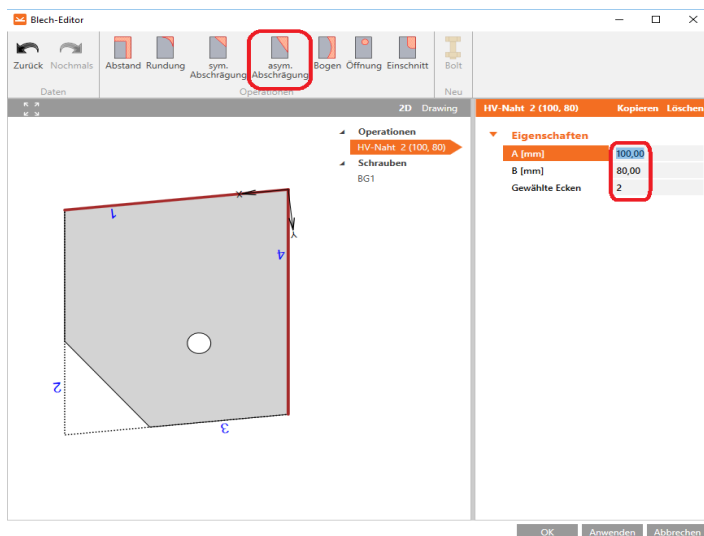 Blech-Editor
Zurück Nochmals Abstand Rundung sym. Abschrägung asym. Abschrägung Bogen Öffnung Einschnitt Bolt
Daten Operationen Neu
2D Drawing
HV-Naht 2 (100, 80) Kopieren Löschen
Operationen
HV-Naht 2 (100, 80)
Schrauben
BG1
Eigenschaften
A [mm] 100,00
B [mm] 80,00
Gewählte Ecken 2
X
Y
1
4
2
3
OK Anwenden Abbrechen